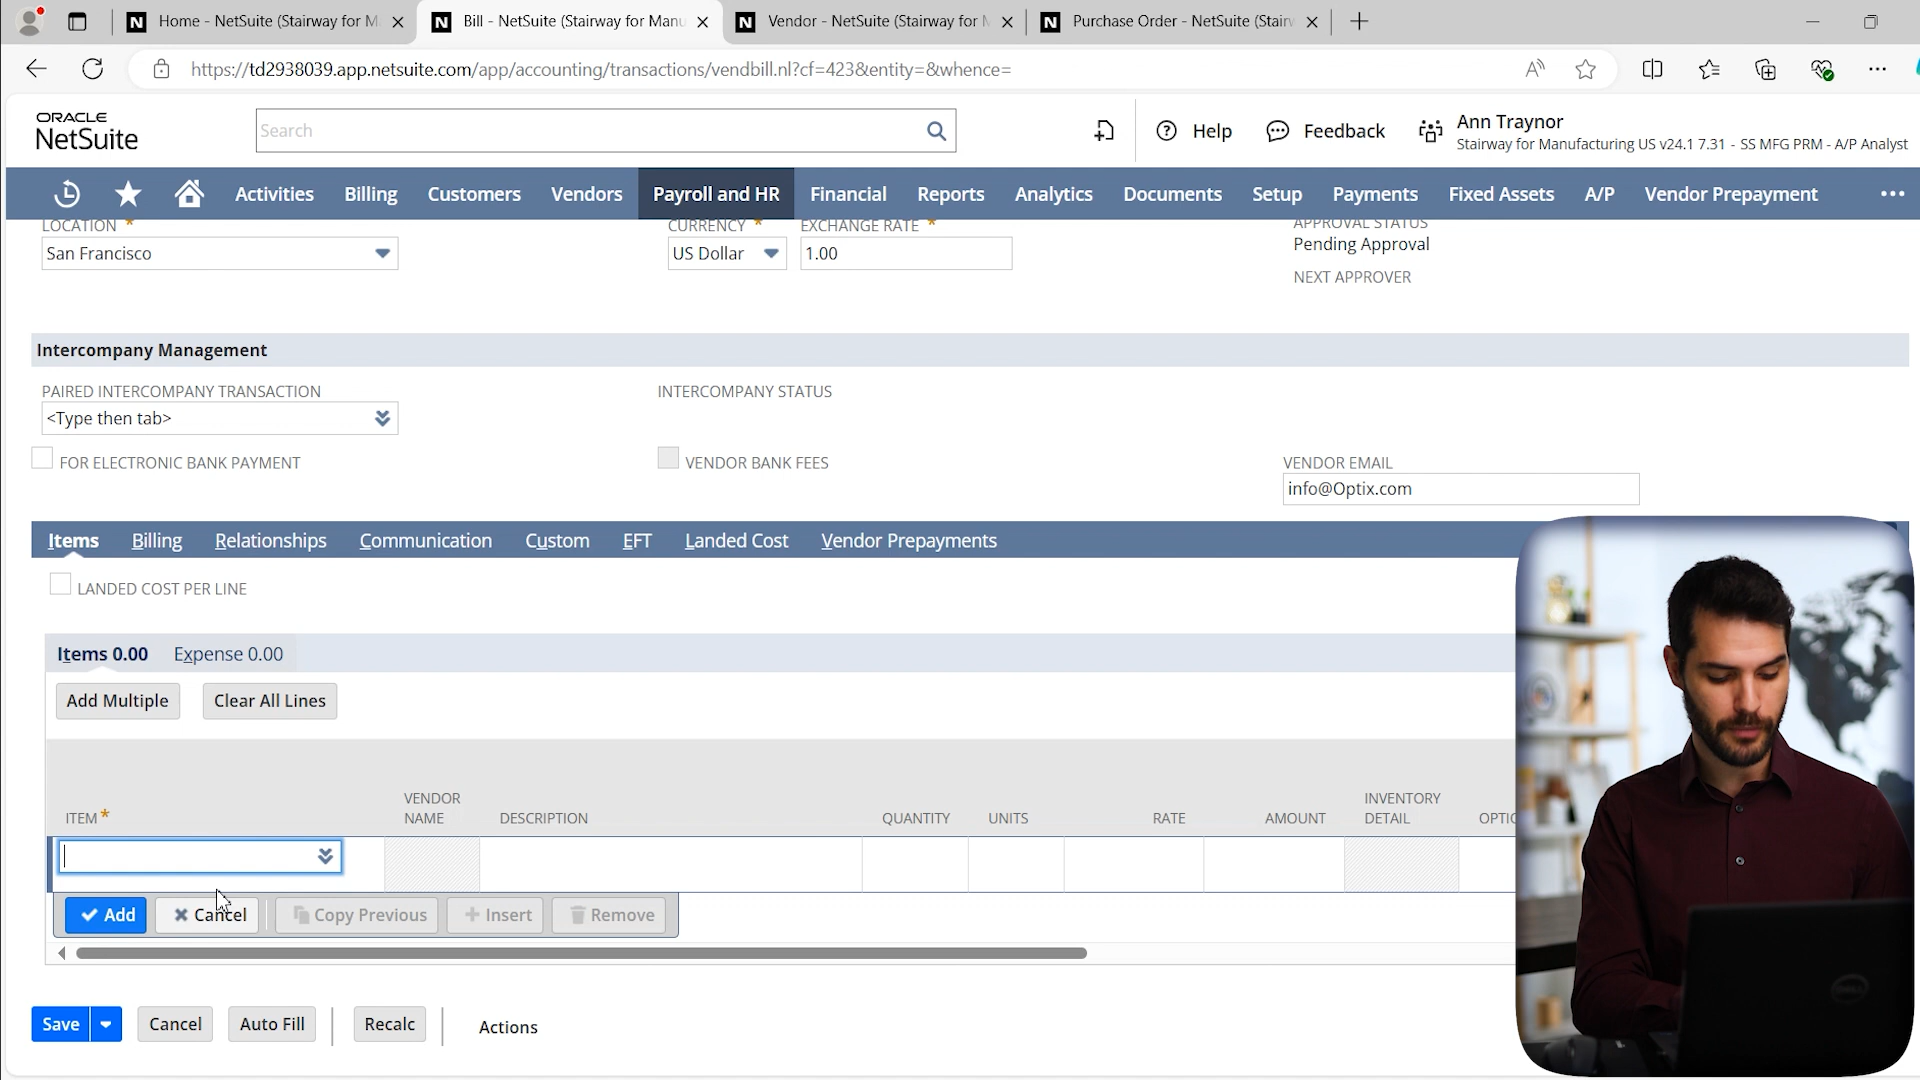 Home - NetSuite (Stairway for M
Bill - NetSuite (Stairway for Manu
Vendor - NetSuite (Stairway for
Purchase Order - NetSuite (Stair
https://td2938039.app.netsuite.com/app/accounting/transactions/vendbill.nl?cf=423&entity=&whence=
ORACLE
NetSuite
Search
Help
Feedback
Ann Traynor
Stairway for Manufacturing US v24.1 7.31 - SS MFG PRM - A/P Analyst
Activities
Billing
Customers
Vendors
Payroll and HR
Financial
Reports
Analytics
Documents
Setup
Payments
Fixed Assets
A/P
Vendor Prepayment
LOCATION *
CURRENCY *
EXCHANGE RATE *
APPROVAL STATUS
San Francisco
US Dollar
1.00
Pending Approval
NEXT APPROVER
Intercompany Management
PAIRED INTERCOMPANY TRANSACTION
INTERCOMPANY STATUS
<Type then tab>
FOR ELECTRONIC BANK PAYMENT
VENDOR BANK FEES
VENDOR EMAIL
info@Optix.com
Items
Billing
Relationships
Communication
Custom
EFT
Landed Cost
Vendor Prepayments
LANDED COST PER LINE
Items 0.00
Expense 0.00
Add Multiple
Clear All Lines
ITEM *
VENDOR
NAME
DESCRIPTION
QUANTITY
UNITS
RATE
AMOUNT
INVENTORY
DETAIL
OPTIO
Add
Cancel
Copy Previous
Insert
Remove
Save
Cancel
Auto Fill
Recalc
Actions
DELL